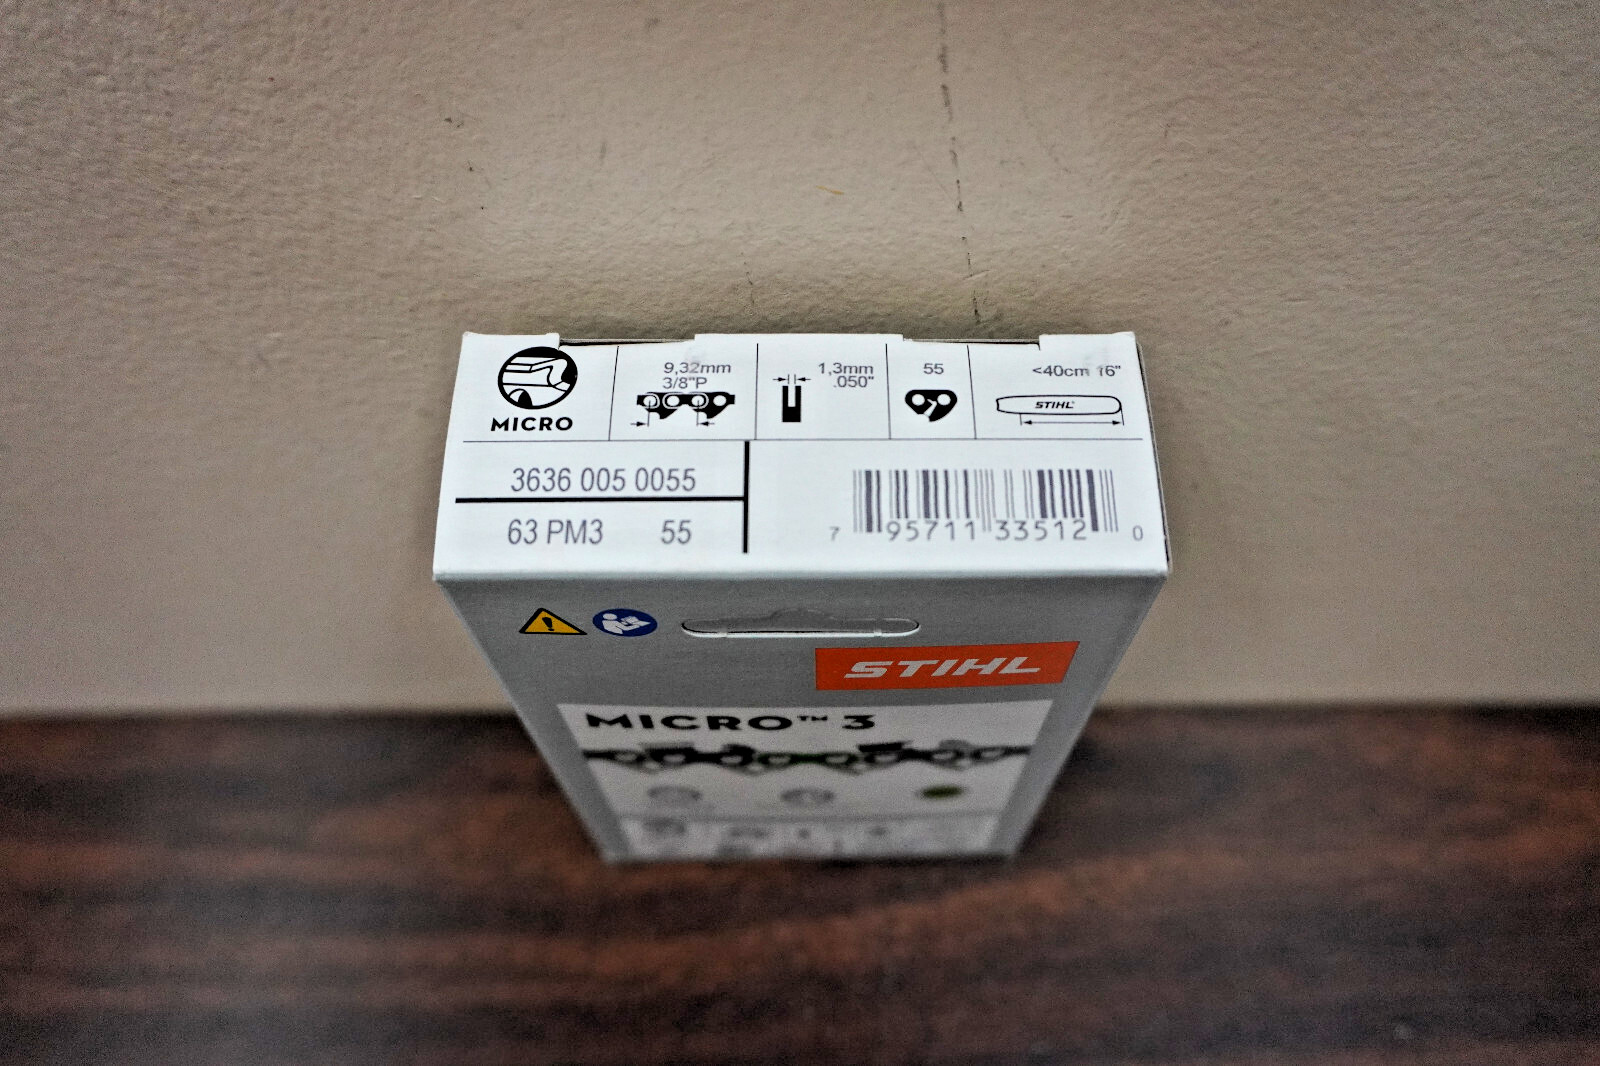 MICRO
9,32mm
3/8"P
1,3mm
.050"
55
<40cm 16"
STIHL
3636 005 0055
63 PM3 55
7 95711 33512 0
STIHL
MICRO™ 3